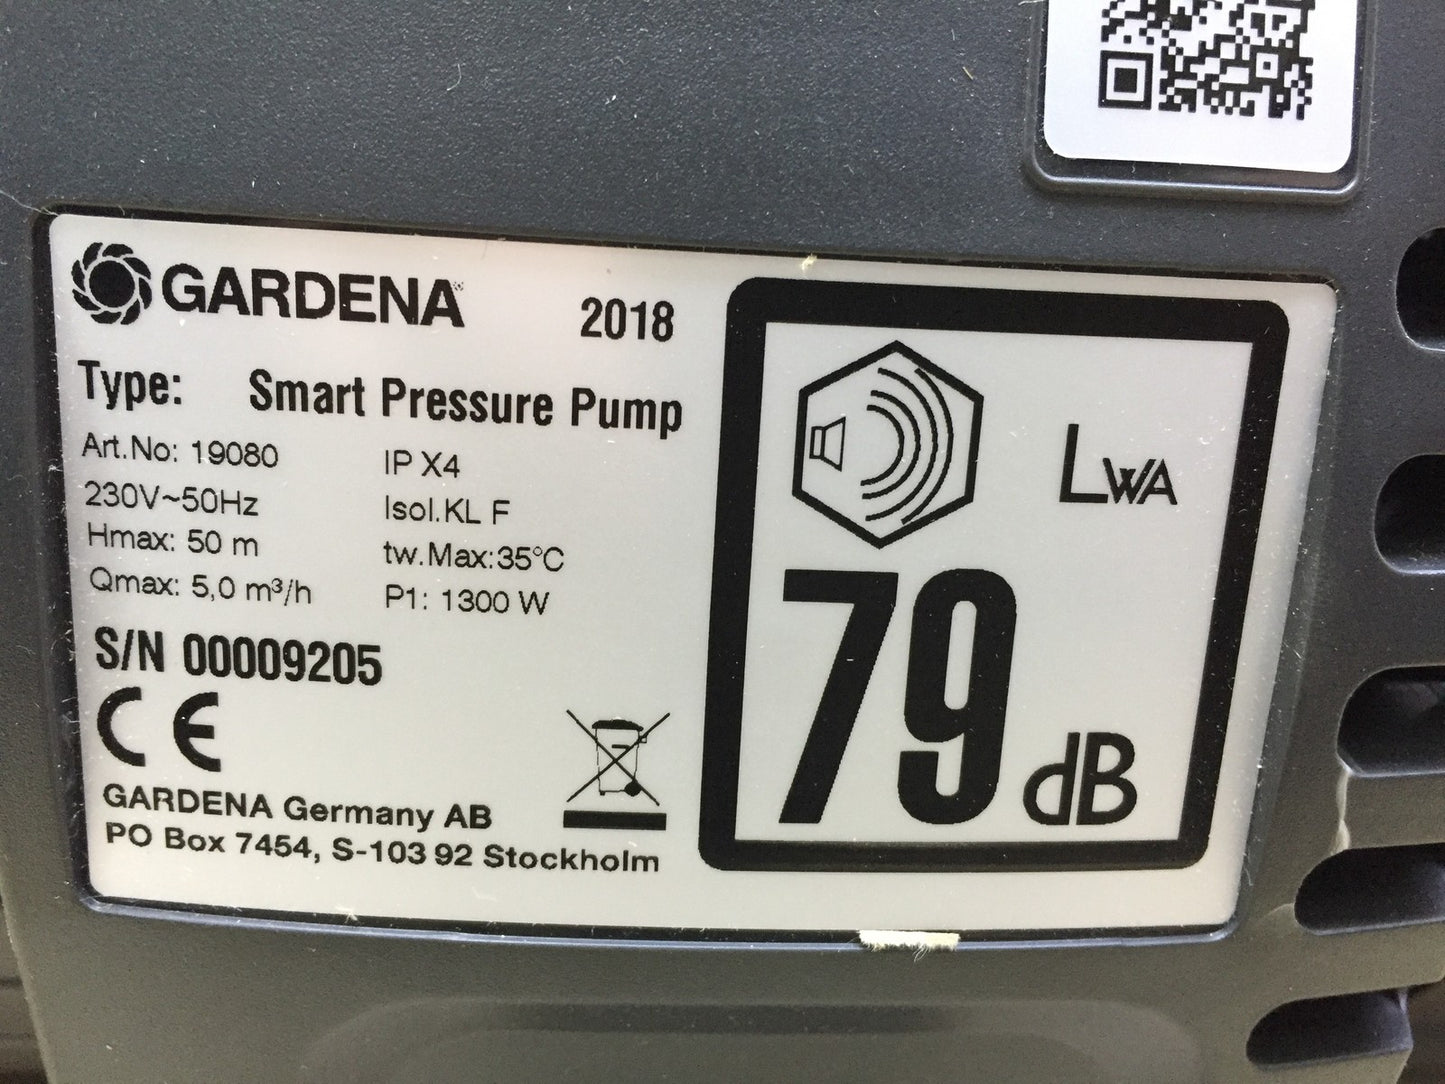 GARDENA 2018
Type: Smart Pressure Pump
Art.No: 19080 IP X4
230V~50Hz Isol.KL F
Hmax: 50 m tw.Max:35°C
Qmax: 5,0 m³/h P1: 1300 W
S/N 00009205
CE
GARDENA Germany AB
PO Box 7454, S-103 92 Stockholm
LWA
79 dB